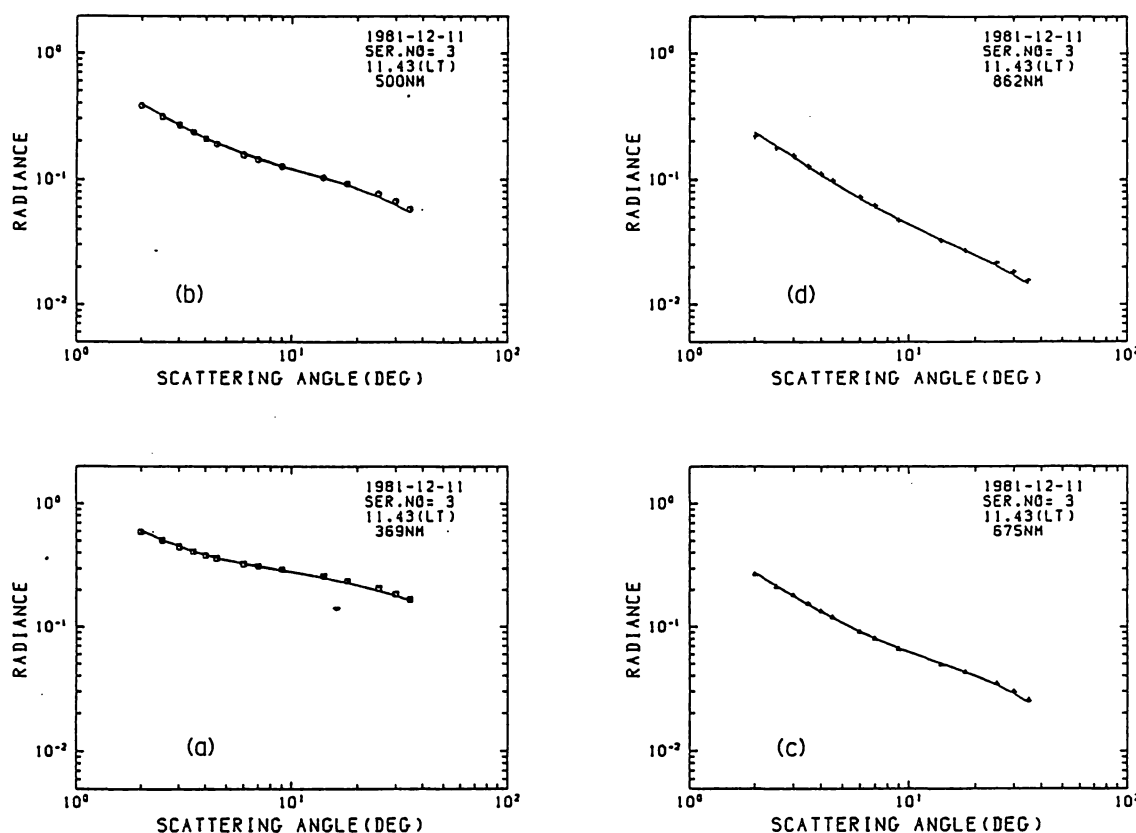 1981-12-11
SER.NO= 3
11.43(LT)
500NM
10⁰
10⁻¹
10⁻²
RADIANCE
(b)
10⁰ 10¹ 10²
SCATTERING ANGLE(DEG)
1981-12-11
SER.NO= 3
11.43(LT)
862NM
10⁰
10⁻¹
10⁻²
RADIANCE
(d)
10⁰ 10¹ 10²
SCATTERING ANGLE(DEG)
1981-12-11
SER.NO= 3
11.43(LT)
369NM
10⁰
10⁻¹
10⁻²
RADIANCE
(a)
10⁰ 10¹ 10²
SCATTERING ANGLE(DEG)
1981-12-11
SER.NO= 3
11.43(LT)
675NM
10⁰
10⁻¹
10⁻²
RADIANCE
(c)
10⁰ 10¹ 10²
SCATTERING ANGLE(DEG)